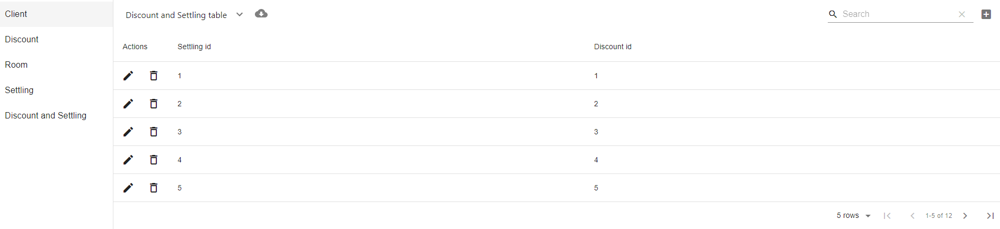 Client
Discount
Room
Settling
Discount and Settling
Discount and Settling table
Search
Actions Settling id Discount id
1 1
2 2
3 3
4 4
5 5
5 rows 1-5 of 12